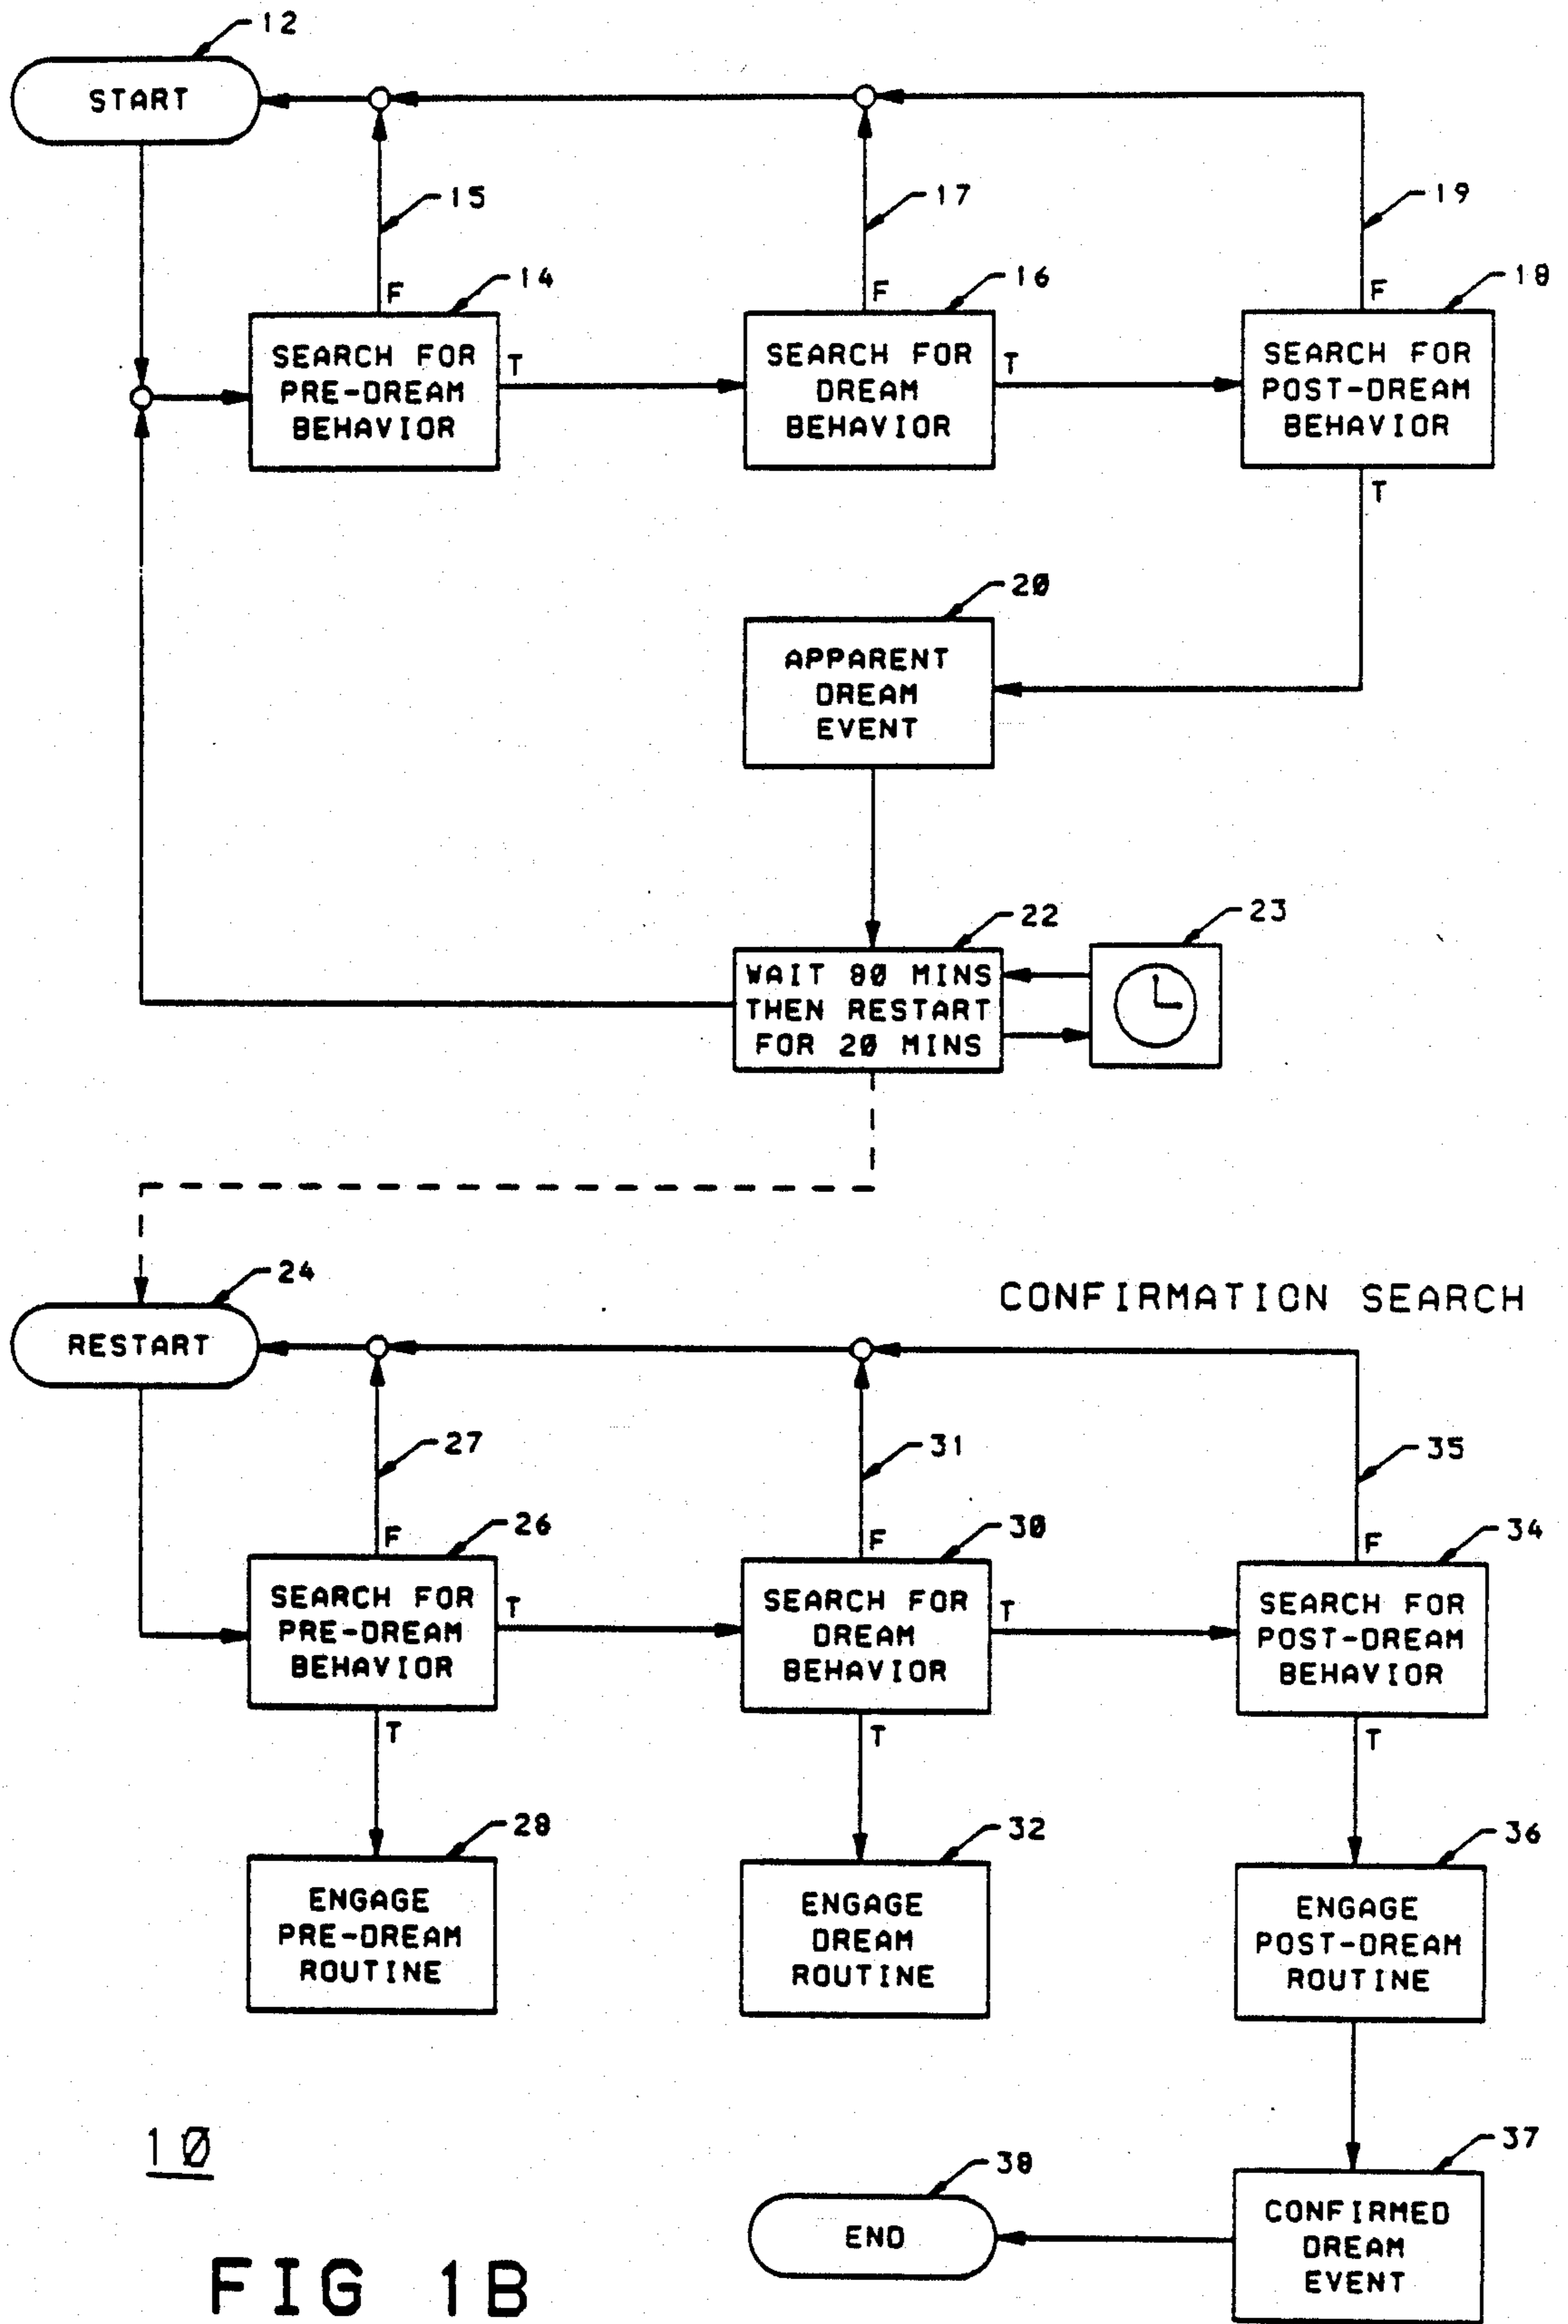 12
START
15
17
19
14
16
18
F
F
F
SEARCH FOR
PRE-DREAM
BEHAVIOR
T
SEARCH FOR
DREAM
BEHAVIOR
T
SEARCH FOR
POST-DREAM
BEHAVIOR
T
20
APPARENT
DREAM
EVENT
22
23
WAIT 80 MINS
THEN RESTART
FOR 20 MINS
24
CONFIRMATION SEARCH
RESTART
27
31
35
26
30
34
F
F
F
SEARCH FOR
PRE-DREAM
BEHAVIOR
T
SEARCH FOR
DREAM
BEHAVIOR
T
SEARCH FOR
POST-DREAM
BEHAVIOR
T
T
T
28
32
36
ENGAGE
PRE-DREAM
ROUTINE
ENGAGE
DREAM
ROUTINE
ENGAGE
POST-DREAM
ROUTINE
10
37
38
END
CONFIRMED
DREAM
EVENT
FIG 1B